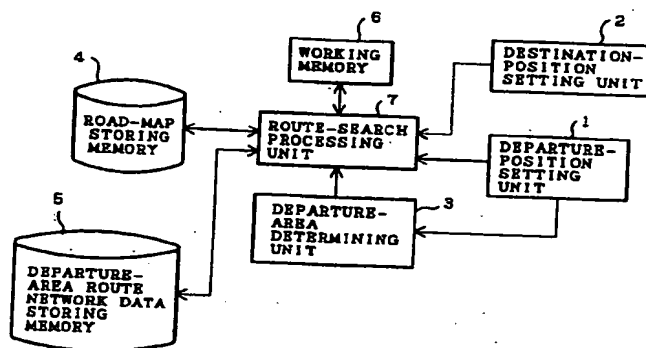 6
WORKING
MEMORY
2
DESTINATION-
POSITION
SETTING UNIT
4
ROAD-MAP
STORING
MEMORY
7
ROUTE-SEARCH
PROCESSING
UNIT
1
DEPARTURE-
POSITION
SETTING
UNIT
3
DEPARTURE-
AREA
DETERMINING
UNIT
5
DEPARTURE-
AREA ROUTE
NETWORK DATA
STORING
MEMORY